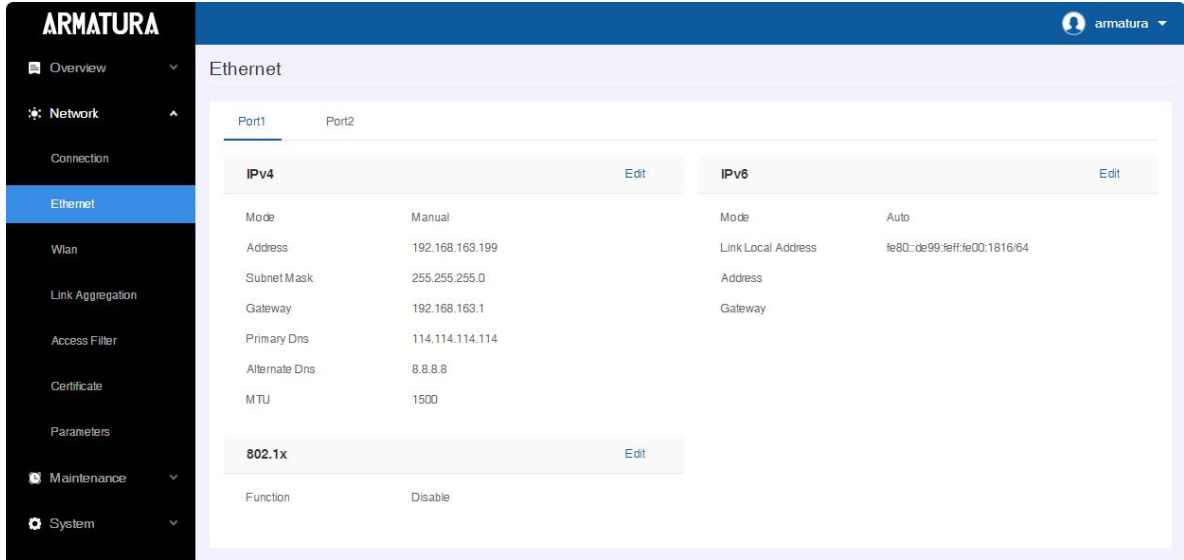 ARMATURA
armatura
Overview
Network
Connection
Ethernet
Wlan
Link Aggregation
Access Filter
Certificate
Parameters
Maintenance
System
Ethernet
Port1 Port2
IPv4 Edit
Mode Manual
Address 192.168.163.199
Subnet Mask 255.255.255.0
Gateway 192.168.163.1
Primary Dns 114.114.114.114
Alternate Dns 8.8.8.8
MTU 1500
802.1x Edit
Function Disable
IPv6 Edit
Mode Auto
Link Local Address fe80::de99:feff:fe00:1816/64
Address
Gateway